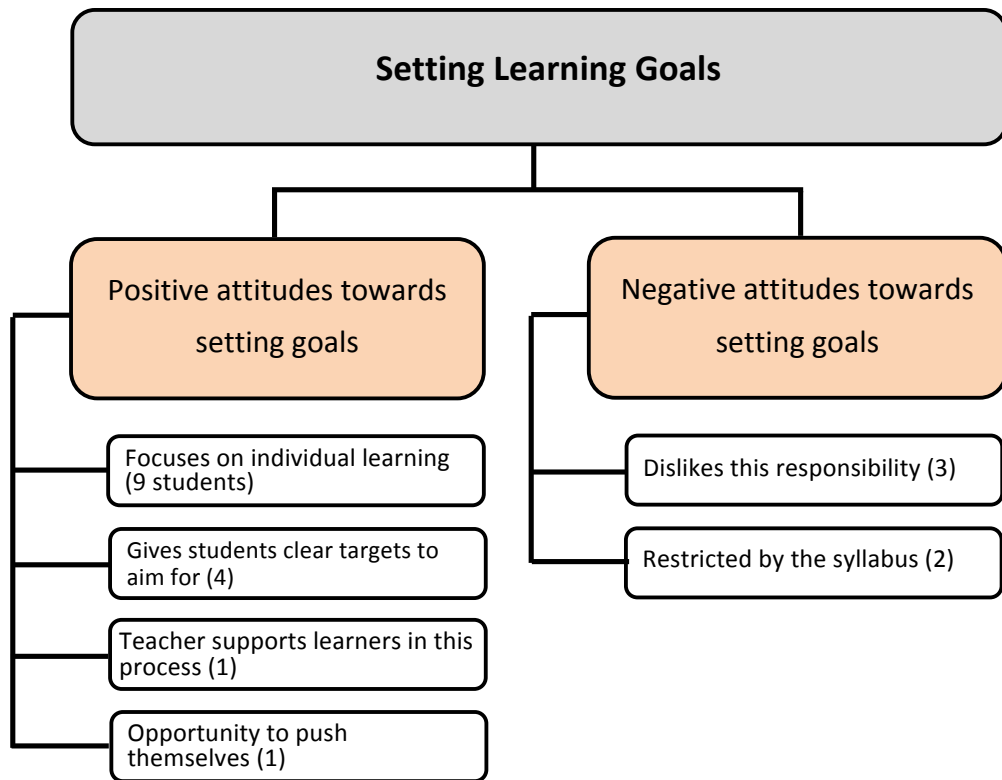 Setting Learning Goals
Positive attitudes towards
setting goals
Focuses on individual learning
(9 students)
Gives students clear targets to
aim for (4)
Teacher supports learners in this
process (1)
Opportunity to push
themselves (1)
Negative attitudes towards
setting goals
Dislikes this responsibility (3)
Restricted by the syllabus (2)